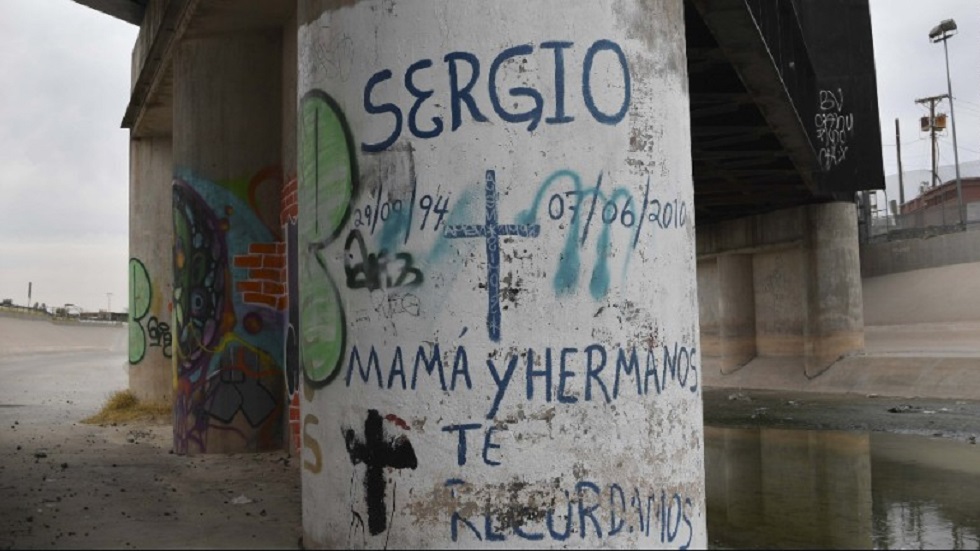 SERGIO
29/09/94 07/06/2010
MAMÁ y HERMANOS
TE
RECORDAMOS